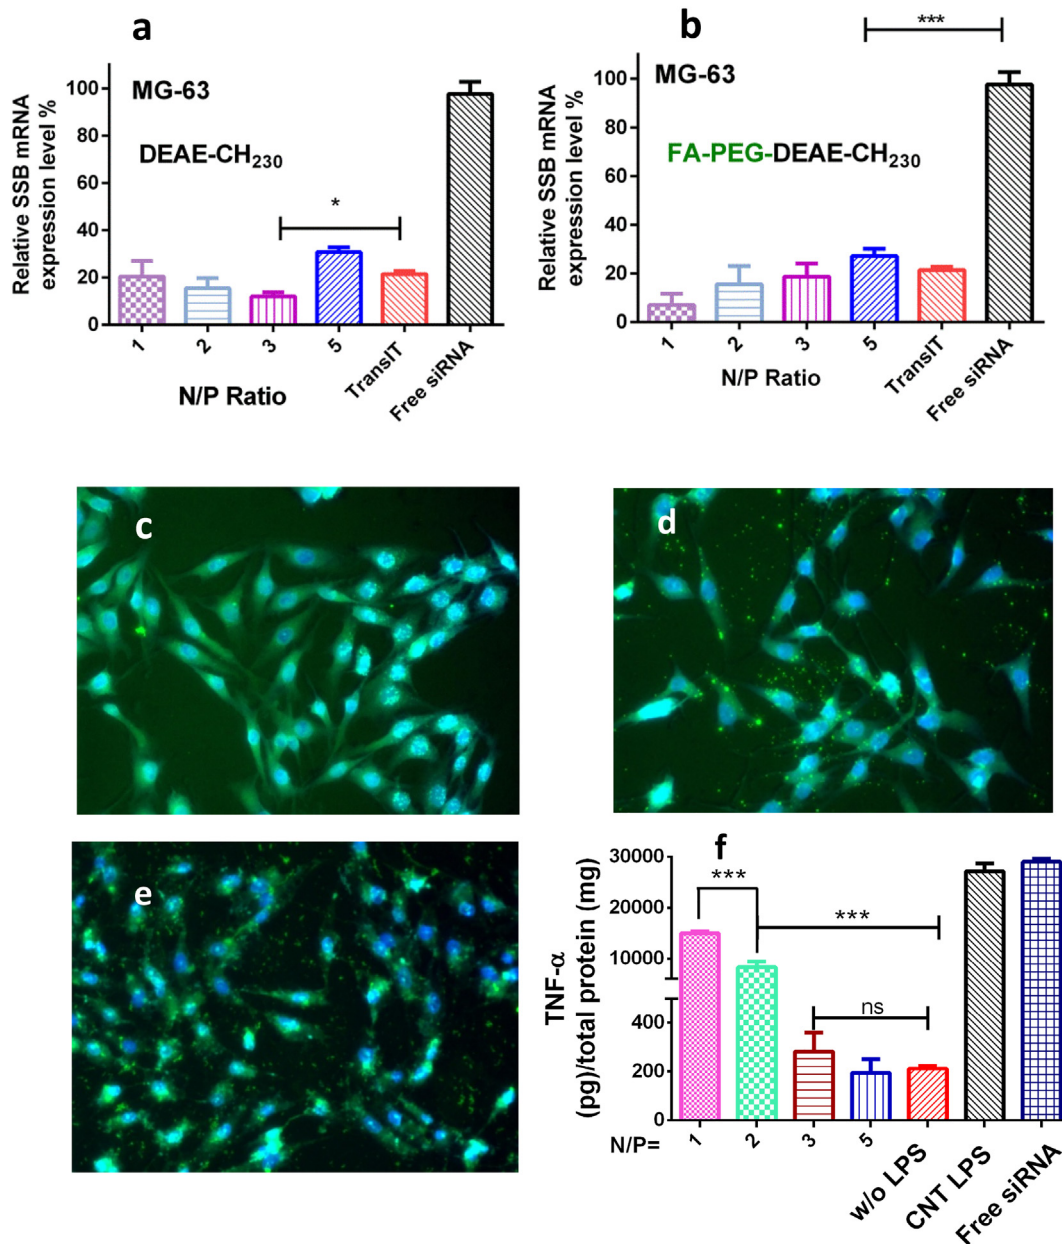 a
Relative SSB mRNA
expression level %
100
80
60
40
20
0
MG-63
DEAE-CH230
*
1
2
3
5
TransIT
Free siRNA
N/P Ratio
b
***
Relative SSB mRNA
expression level %
100
80
60
40
20
0
MG-63
FA-PEG-DEAE-CH230
1
2
3
5
TransIT
Free siRNA
N/P Ratio
c
d
e
f
TNF-α
(pg)/total protein (mg)
30000
20000
10000
400
200
0
***
***
ns
N/P=
1
2
3
5
w/o LPS
CNT LPS
Free siRNA